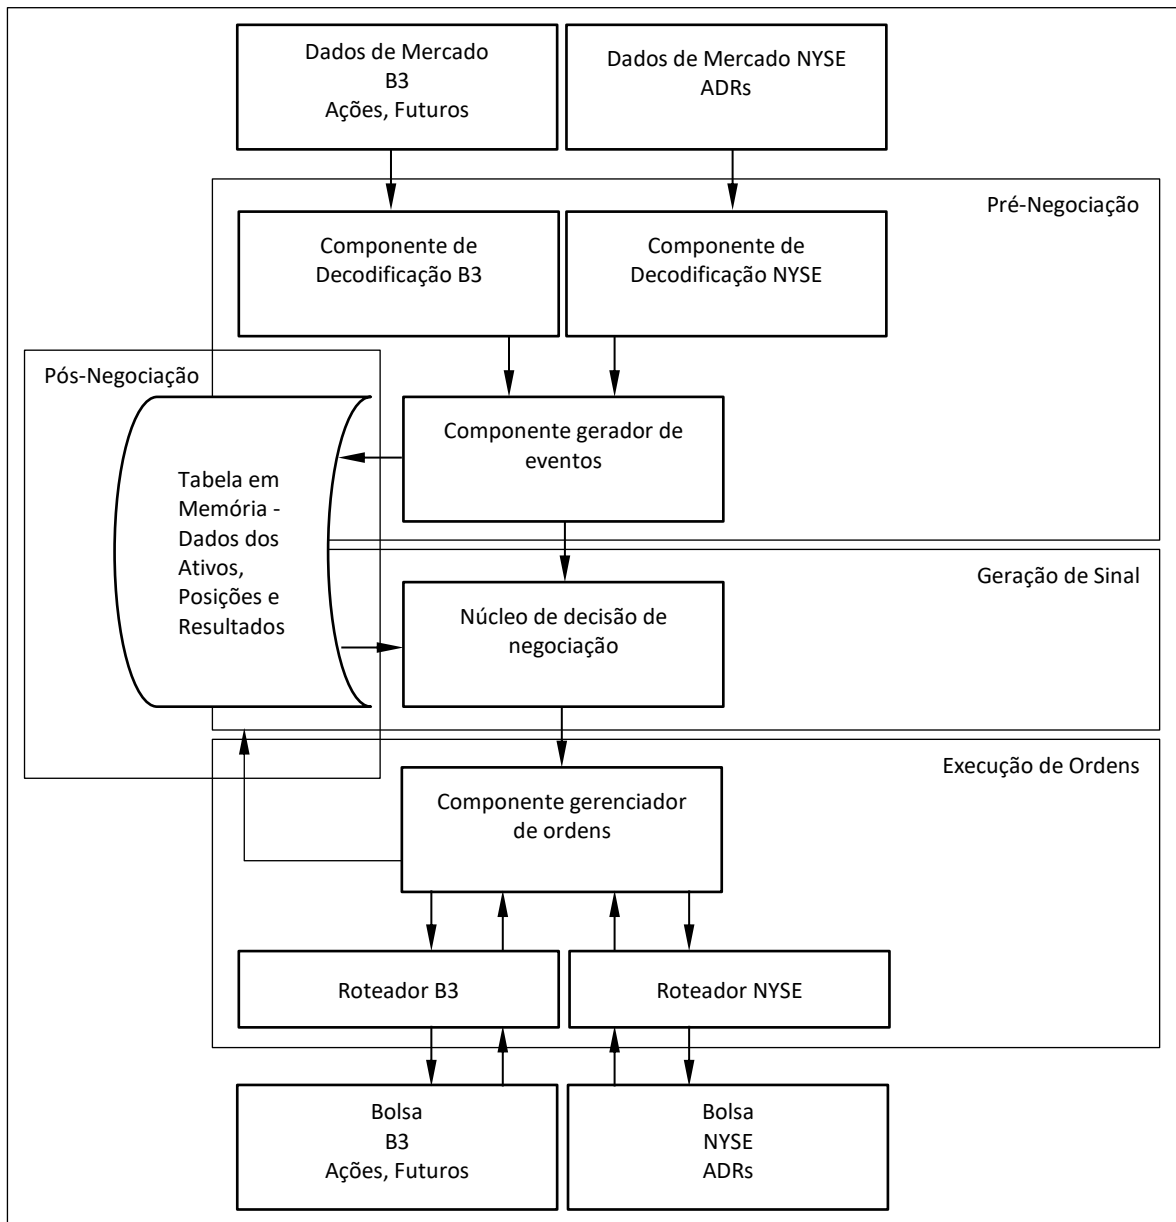 Dados de Mercado
B3
Ações, Futuros
Dados de Mercado NYSE
ADRs
Pré-Negociação
Componente de
Decodificação B3
Componente de
Decodificação NYSE
Pós-Negociação
Componente gerador de
eventos
Tabela em
Memória -
Dados dos
Ativos,
Posições e
Resultados
Geração de Sinal
Núcleo de decisão de
negociação
Execução de Ordens
Componente gerenciador
de ordens
Roteador B3
Roteador NYSE
Bolsa
B3
Ações, Futuros
Bolsa
NYSE
ADRs